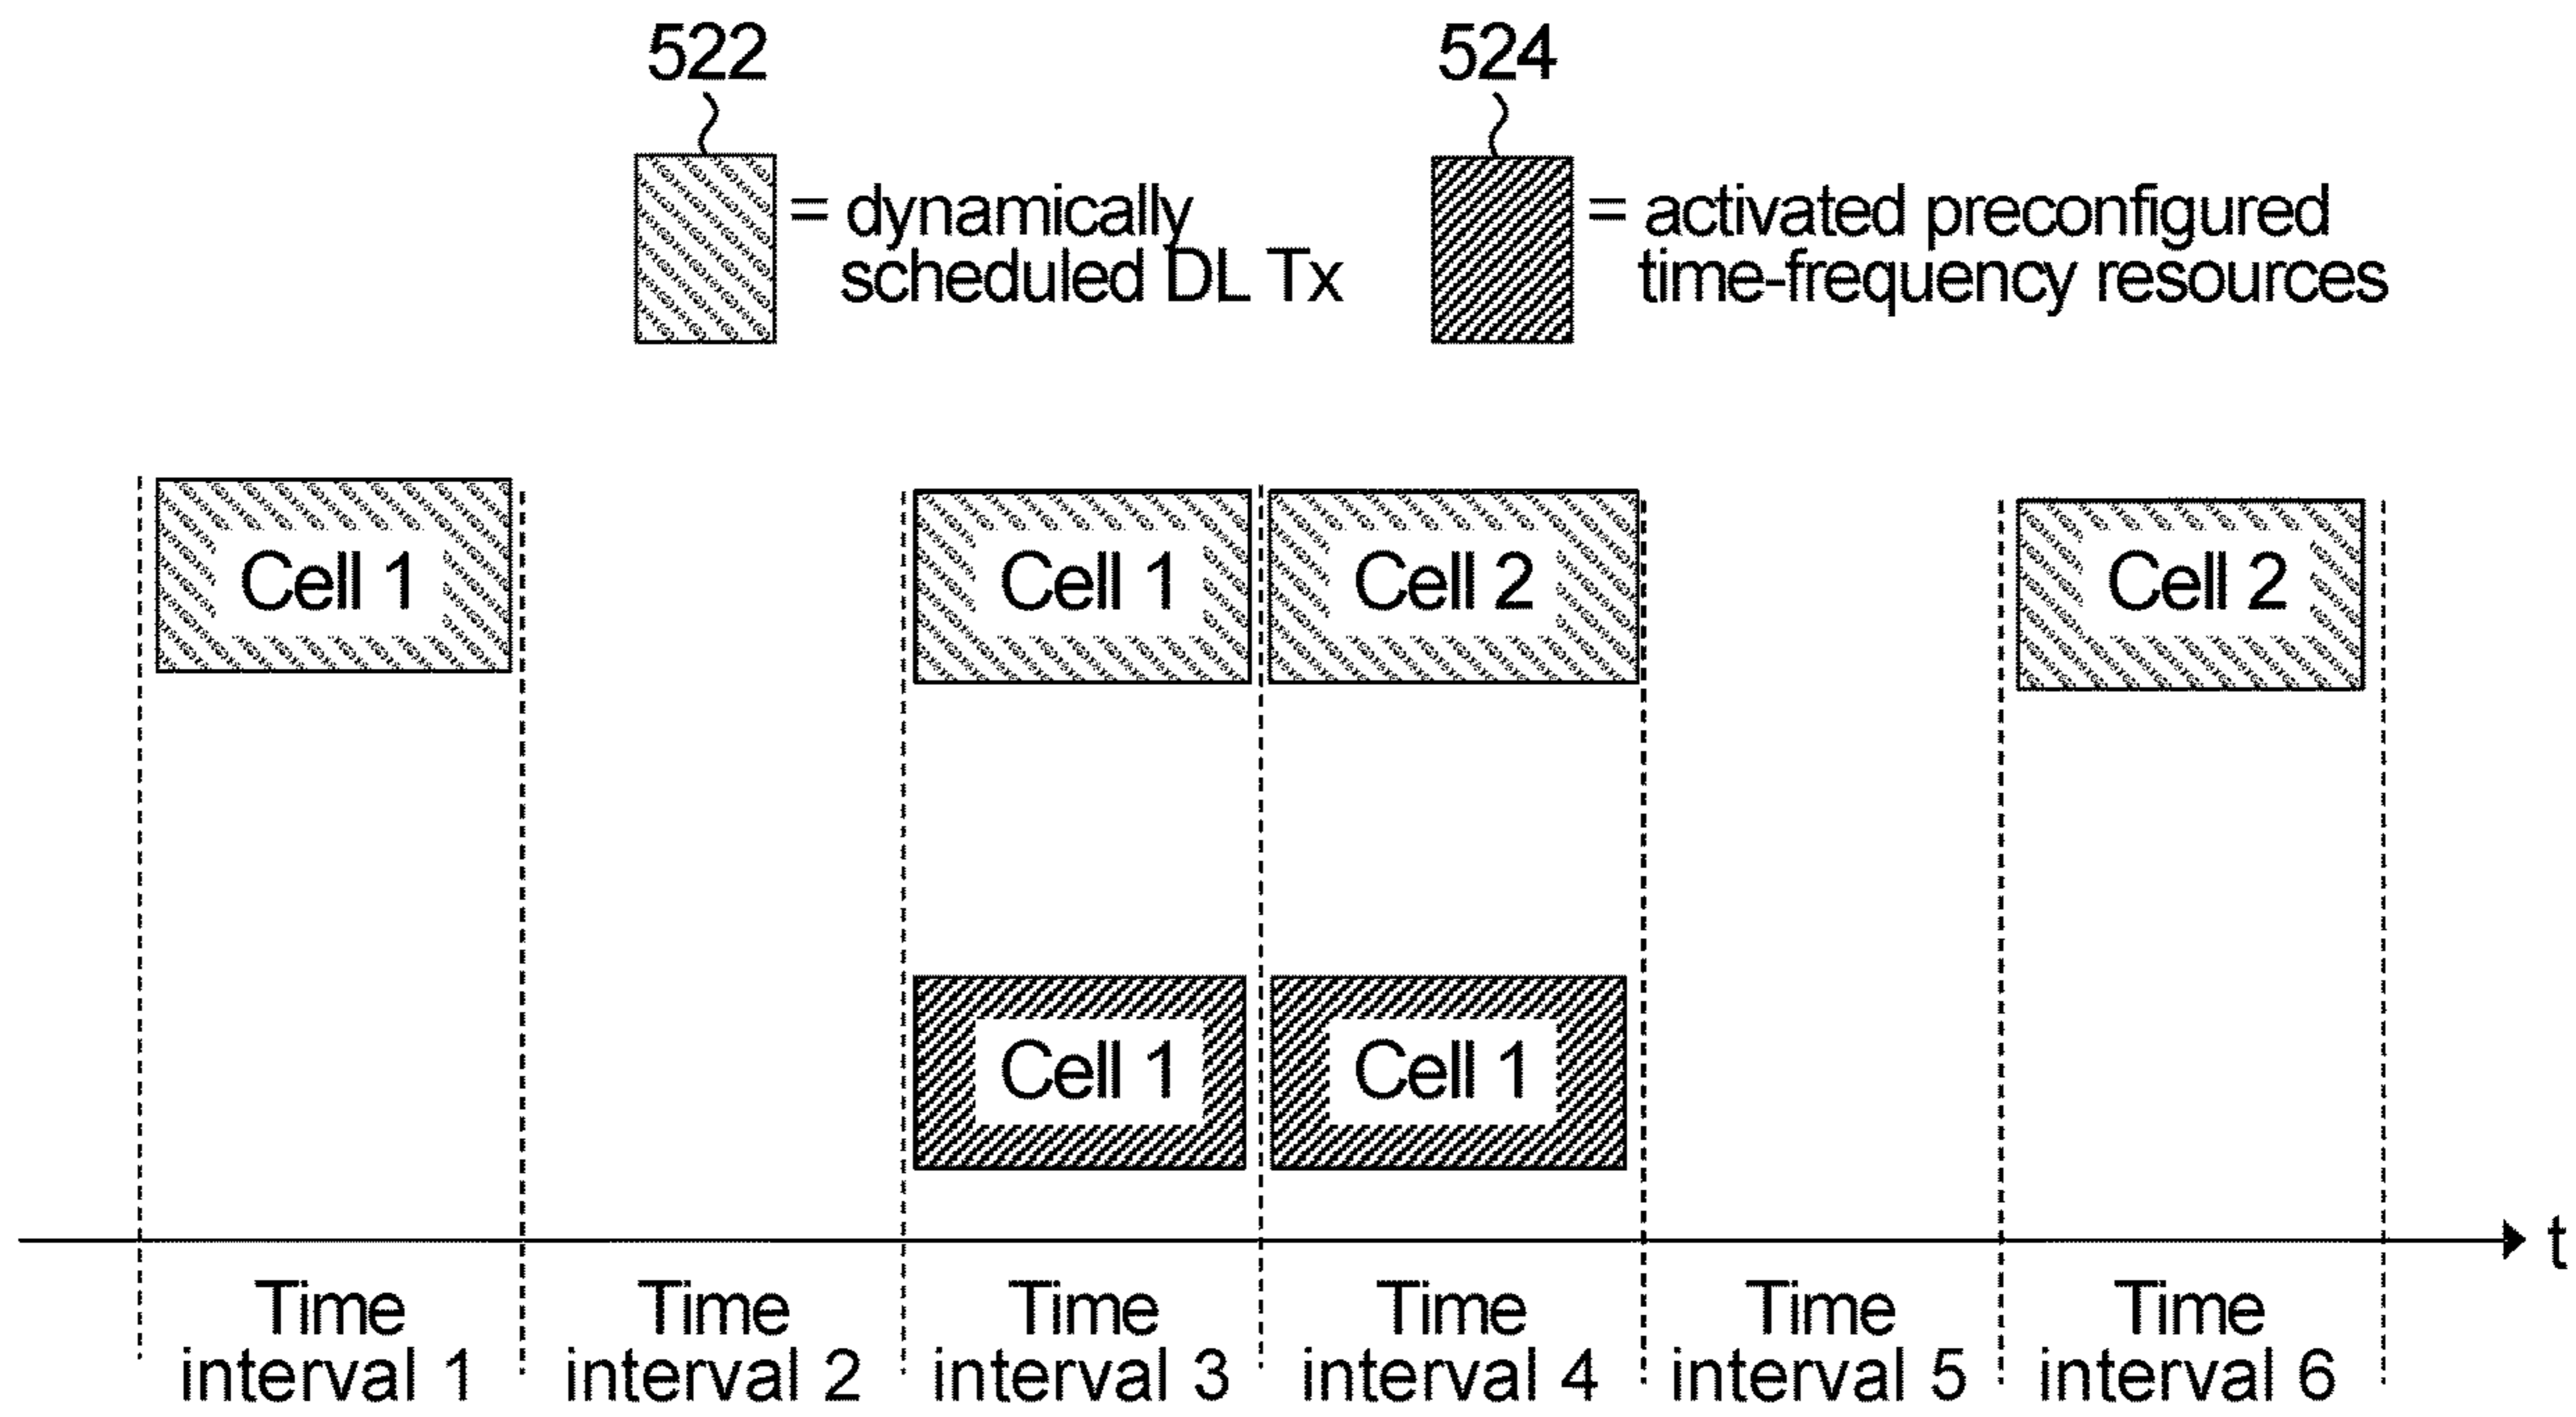 522
524
= dynamically
scheduled DL Tx
= activated preconfigured
time-frequency resources
Cell 1
Cell 1
Cell 2
Cell 2
Cell 1
Cell 1
t
Time
interval 1
Time
interval 2
Time
interval 3
Time
interval 4
Time
interval 5
Time
interval 6